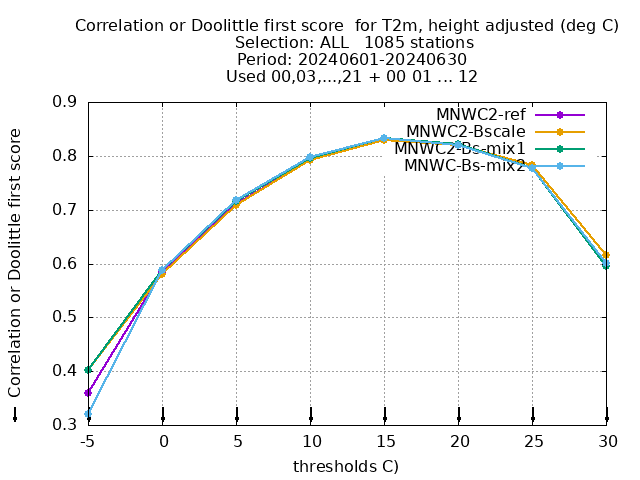 Correlation or Doolittle first score  for T2m, height adjusted (deg C)
Selection: ALL   1085 stations
Period: 20240601-20240630
Used 00,03,...,21 + 00 01 ... 12
MNWC2-ref
MNWC2-Bscale
MNWC2-Bs-mix1
MNWC-Bs-mix2
0.9
0.8
0.7
0.6
0.5
0.4
0.3
← Correlation or Doolittle first score
-5 0 5 10 15 20 25 30
thresholds C)